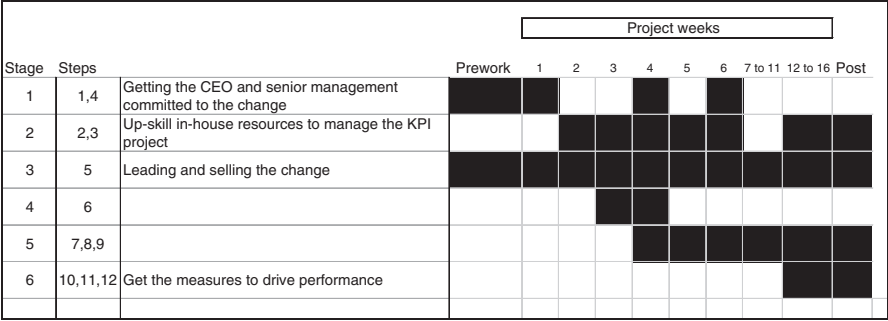 Project weeks
Stage Steps Prework 1 2 3 4 5 6 7 to 11 12 to 16 Post
1 1,4 Getting the CEO and senior management
committed to the change
2 2,3 Up-skill in-house resources to manage the KPI
project
3 5 Leading and selling the change
4 6
5 7,8,9
6 10,11,12 Get the measures to drive performance